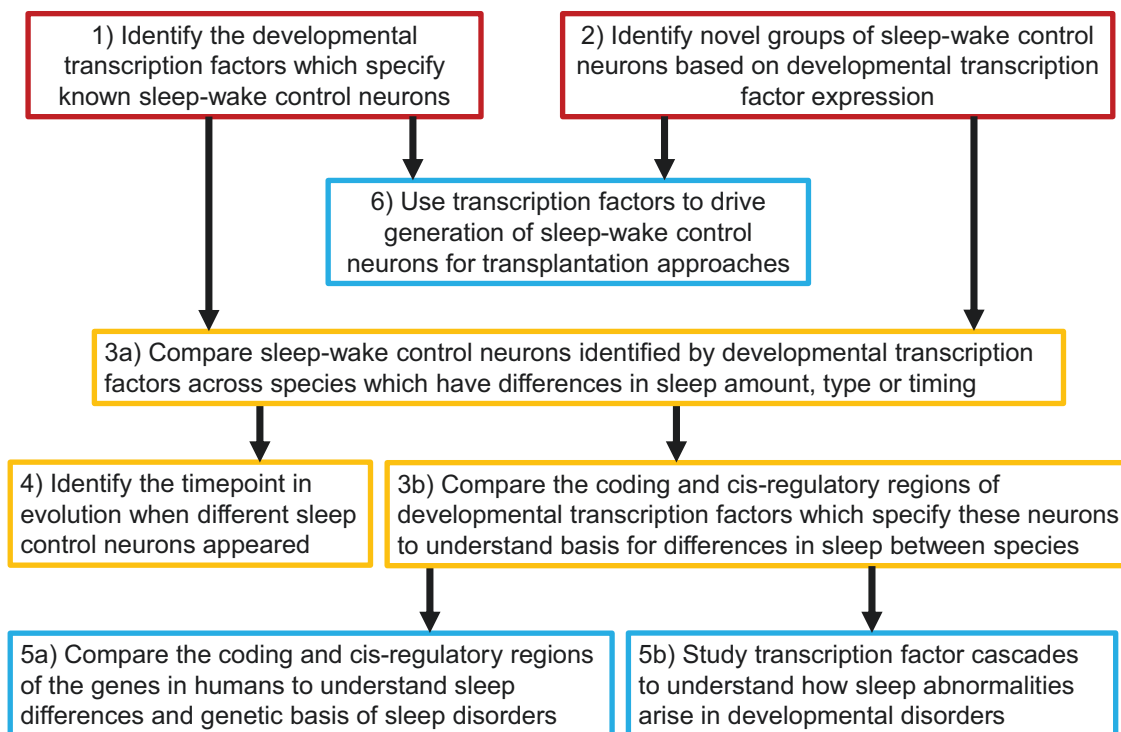 1) Identify the developmental
transcription factors which specify
known sleep-wake control neurons
2) Identify novel groups of sleep-wake control
neurons based on developmental transcription
factor expression
6) Use transcription factors to drive
generation of sleep-wake control
neurons for transplantation approaches
3a) Compare sleep-wake control neurons identified by developmental transcription
factors across species which have differences in sleep amount, type or timing
4) Identify the timepoint in
evolution when different sleep
control neurons appeared
3b) Compare the coding and cis-regulatory regions of
developmental transcription factors which specify these neurons
to understand basis for differences in sleep between species
5a) Compare the coding and cis-regulatory regions
of the genes in humans to understand sleep
differences and genetic basis of sleep disorders
5b) Study transcription factor cascades
to understand how sleep abnormalities
arise in developmental disorders